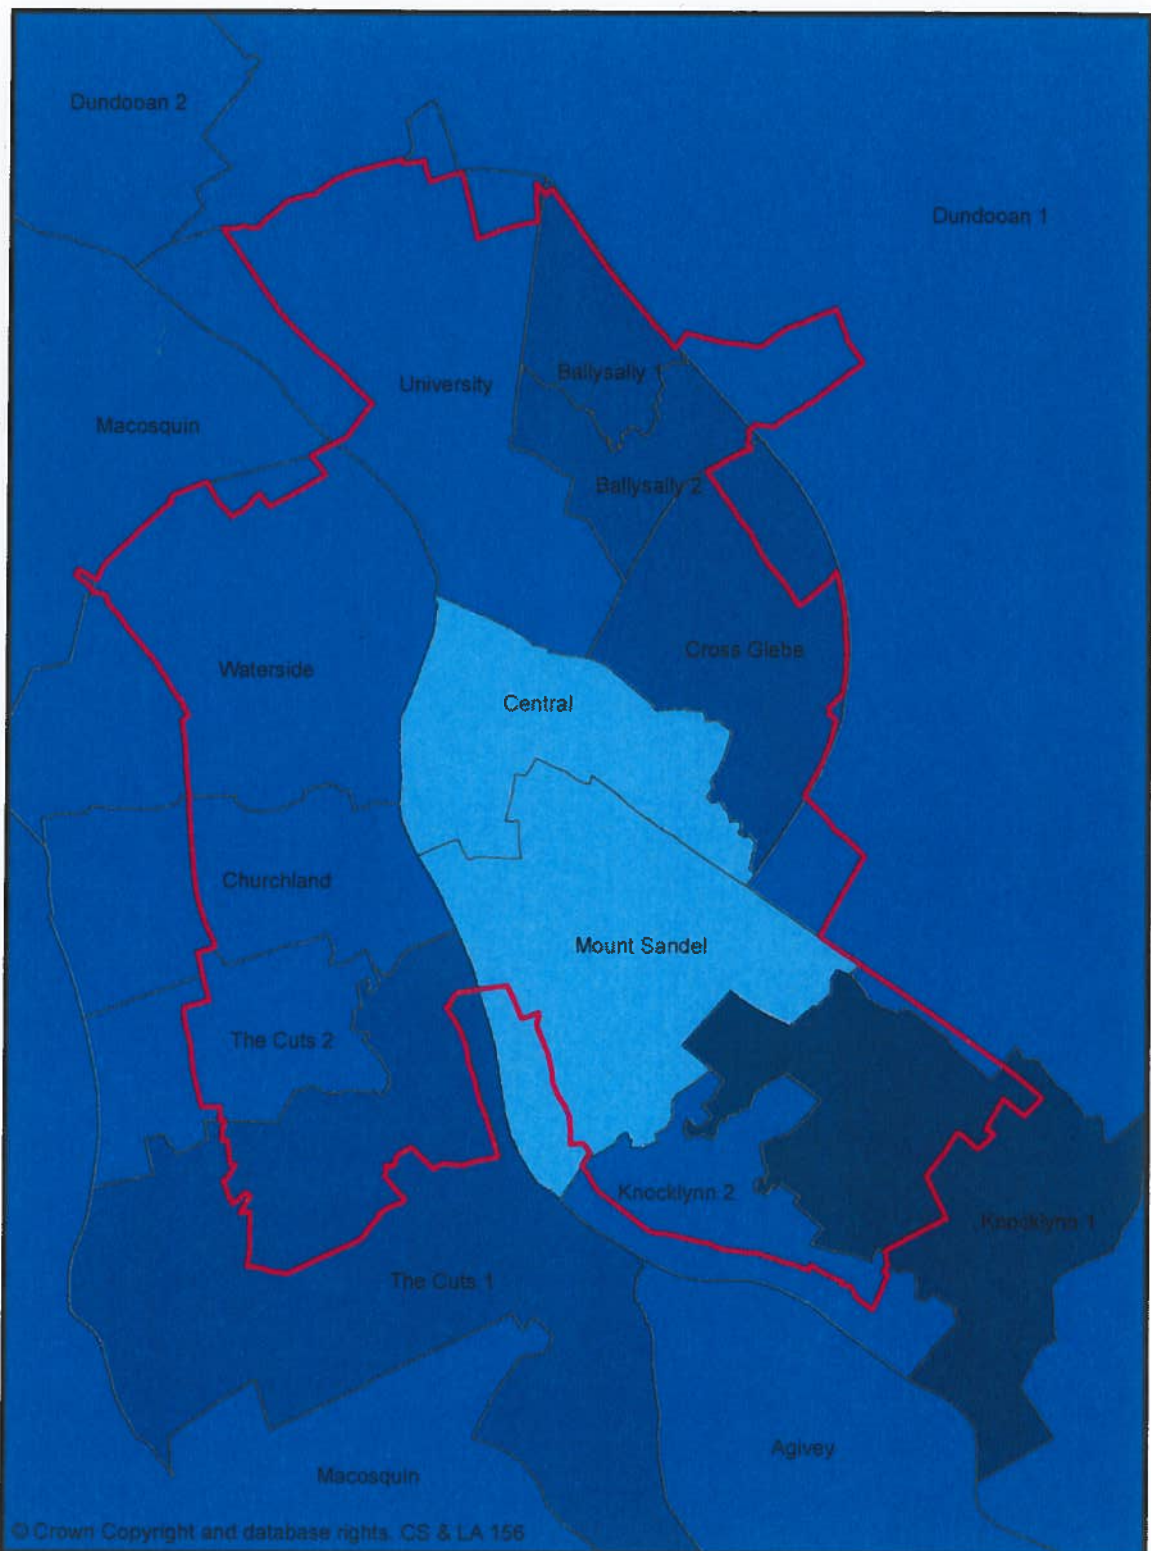 Dundooan 2
Dundooan 1
Ballysally 1
University
Macosquin
Ballysally 2
Cross Glebe
Waterside
Central
Churchland
Mount Sandel
The Cuts 2
Knocklynn 2
Knocklynn 1
The Cuts 1
Agivey
Macosquin
© Crown Copyright and database rights. CS & LA 156